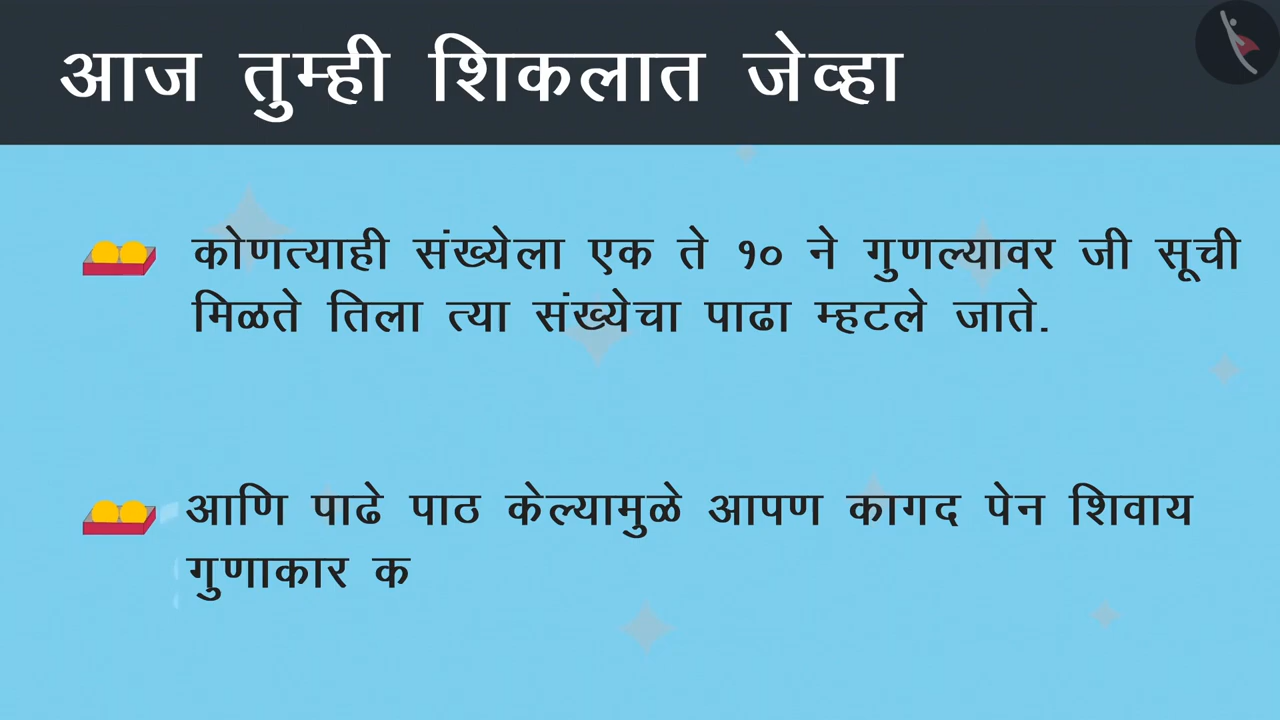 आज तुम्ही शिकलात जेव्हा
कोणत्याही संख्येला एक ते १० ने गुणल्यावर जी सूची
मिळते तिला त्या संख्येचा पाढा म्हटले जाते.
आणि पाढे पाठ केल्यामुळे आपण कागद पेन शिवाय
गुणाकार क